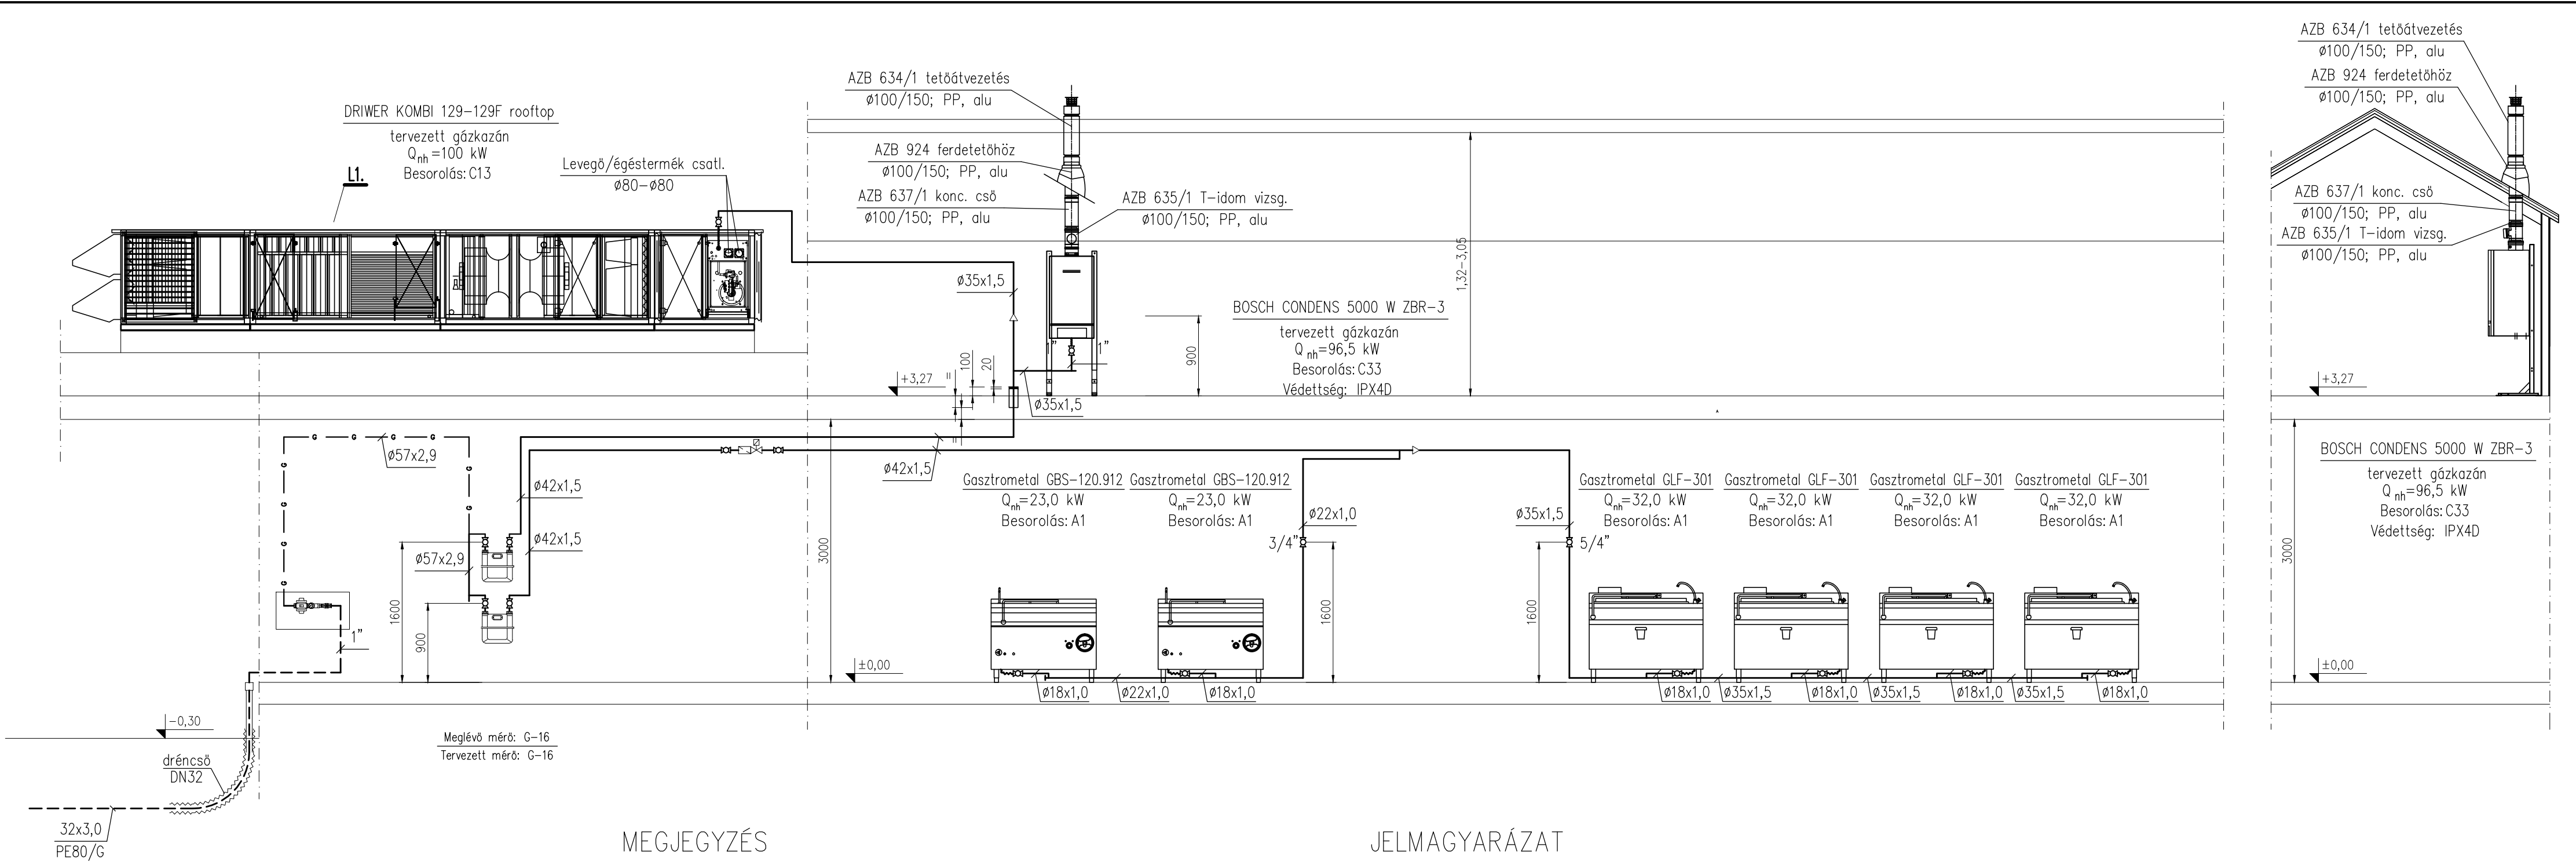 DRIWER KOMBI 129-129F rooftop
tervezett gázkazán
Qnh=100 kW
Besorolás: C13
L1.
Levegő/égéstermék csatl.
Ø80-Ø80
AZB 634/1 tetőátvezetés
Ø100/150; PP, alu
AZB 924 ferdetetőhöz
Ø100/150; PP, alu
AZB 637/1 konc. cső
Ø100/150; PP, alu
AZB 635/1 T-idom vizsg.
Ø100/150; PP, alu
Ø35x1,5
1"
1"
900
BOSCH CONDENS 5000 W ZBR-3
tervezett gázkazán
Q nh=96,5 kW
Besorolás: C33
Védettség: IPX4D
1,32-3,05
+3,27
100
20
Ø35x1,5
AZB 634/1 tetőátvezetés
Ø100/150; PP, alu
AZB 924 ferdetetőhöz
Ø100/150; PP, alu
AZB 637/1 konc. cső
Ø100/150; PP, alu
AZB 635/1 T-idom vizsg.
Ø100/150; PP, alu
+3,27
G G G G
Ø57x2,9
G
G
G
G
G
Ø42x1,5
Ø42x1,5
Ø42x1,5
Ø57x2,9
1"
1600
900
3000
Gasztrometal GBS-120.912
Qnh=23,0 kW
Besorolás: A1
Gasztrometal GBS-120.912
Qnh=23,0 kW
Besorolás: A1
Ø22x1,0
3/4"
1600
Ø35x1,5
5/4"
1600
Gasztrometal GLF-301
Qnh=32,0 kW
Besorolás: A1
Gasztrometal GLF-301
Qnh=32,0 kW
Besorolás: A1
Gasztrometal GLF-301
Qnh=32,0 kW
Besorolás: A1
Gasztrometal GLF-301
Qnh=32,0 kW
Besorolás: A1
3000
BOSCH CONDENS 5000 W ZBR-3
tervezett gázkazán
Q nh=96,5 kW
Besorolás: C33
Védettség: IPX4D
±0,00
±0,00
Ø18x1,0 Ø22x1,0 Ø18x1,0
Ø18x1,0 Ø35x1,5 Ø18x1,0 Ø35x1,5 Ø18x1,0 Ø35x1,5 Ø18x1,0
-0,30
dréncső
DN32
32x3,0
PE80/G
Meglévő mérő: G-16
Tervezett mérő: G-16
MEGJEGYZÉS
JELMAGYARÁZAT